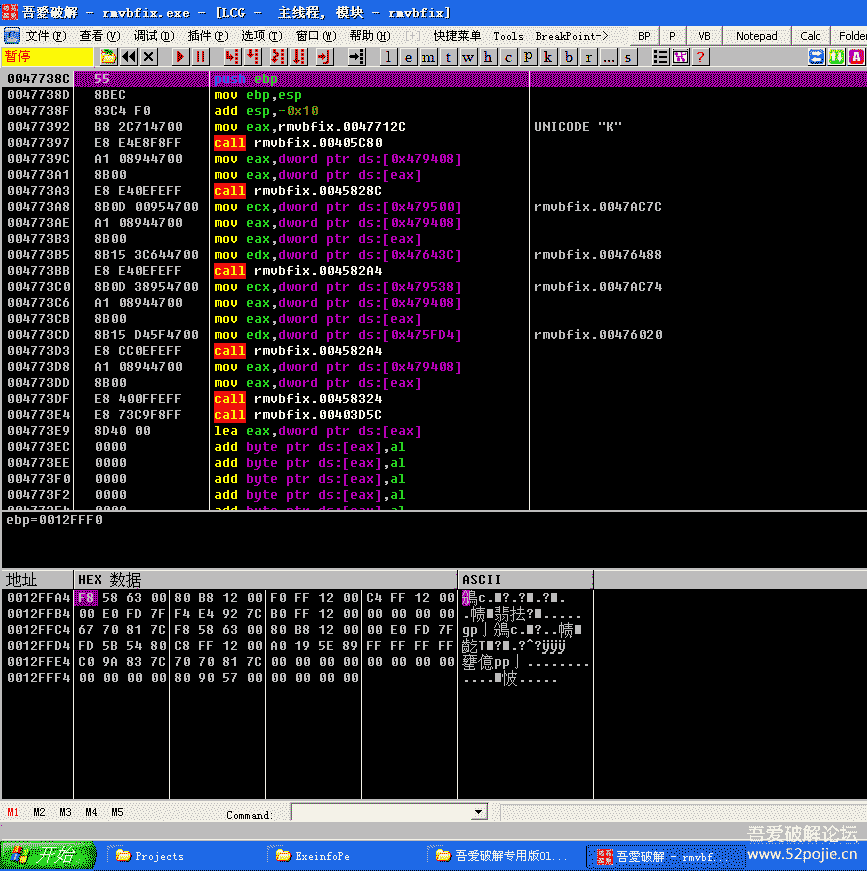 吾爱破解 - rmvbfix.exe - [LCG -  主线程, 模块 - rmvbfix]
文件(F) 查看(V) 调试(D) 插件(P) 选项(T) 窗口(W) 帮助(H) [+] 快捷菜单 Tools BreakPoint-> BP P VB Notepad Calc Folder
暂停 l e m t w h c p k b r ... s ?
0047738C 55 push ebp
0047738D 8BEC mov ebp,esp
0047738F 83C4 F0 add esp,-0x10
00477392 B8 2C714700 mov eax,rmvbfix.0047712C UNICODE "K"
00477397 E8 E4E8F8FF call rmvbfix.00405C80
0047739C A1 08944700 mov eax,dword ptr ds:[0x479408]
004773A1 8B00 mov eax,dword ptr ds:[eax]
004773A3 E8 E40EFEFF call rmvbfix.0045828C
004773A8 8B0D 00954700 mov ecx,dword ptr ds:[0x479500] rmvbfix.0047AC7C
004773AE A1 08944700 mov eax,dword ptr ds:[0x479408]
004773B3 8B00 mov eax,dword ptr ds:[eax]
004773B5 8B15 3C644700 mov edx,dword ptr ds:[0x47643C] rmvbfix.00476488
004773BB E8 E40EFEFF call rmvbfix.004582A4
004773C0 8B0D 38954700 mov ecx,dword ptr ds:[0x479538] rmvbfix.0047AC74
004773C6 A1 08944700 mov eax,dword ptr ds:[0x479408]
004773CB 8B00 mov eax,dword ptr ds:[eax]
004773CD 8B15 D45F4700 mov edx,dword ptr ds:[0x475FD4] rmvbfix.00476020
004773D3 E8 CC0EFEFF call rmvbfix.004582A4
004773D8 A1 08944700 mov eax,dword ptr ds:[0x479408]
004773DD 8B00 mov eax,dword ptr ds:[eax]
004773DF E8 400FFEFF call rmvbfix.00458324
004773E4 E8 73C9F8FF call rmvbfix.00403D5C
004773E9 8D40 00 lea eax,dword ptr ds:[eax]
004773EC 0000 add byte ptr ds:[eax],al
004773EE 0000 add byte ptr ds:[eax],al
004773F0 0000 add byte ptr ds:[eax],al
004773F2 0000 add byte ptr ds:[eax],al
004773F4 0000 add byte ptr ds:[eax],al
ebp=0012FFF0
地址 HEX 数据 ASCII
0012FFA4 F8 58 63 00 80 B8 12 00 F0 FF 12 00 C4 FF 12 00
0012FFB4 00 E0 FD 7F F4 E4 92 7C B0 FF 12 00 00 00 00 00
0012FFC4 67 70 81 7C F8 58 63 00 80 B8 12 00 00 E0 FD 7F
0012FFD4 FD 5B 54 80 C8 FF 12 00 A0 19 5E 89 FF FF FF FF
0012FFE4 C0 9A 83 7C 70 70 81 7C 00 00 00 00 00 00 00 00
0012FFF4 00 00 00 00 80 90 57 00 00 00 00 00
M1 M2 M3 M4 M5 Command:
吾爱破解论坛
开始 Projects ExeinfoPe 吾爱破解专用版Ol... 吾爱破解 - rmvbf...
www.52pojie.cn